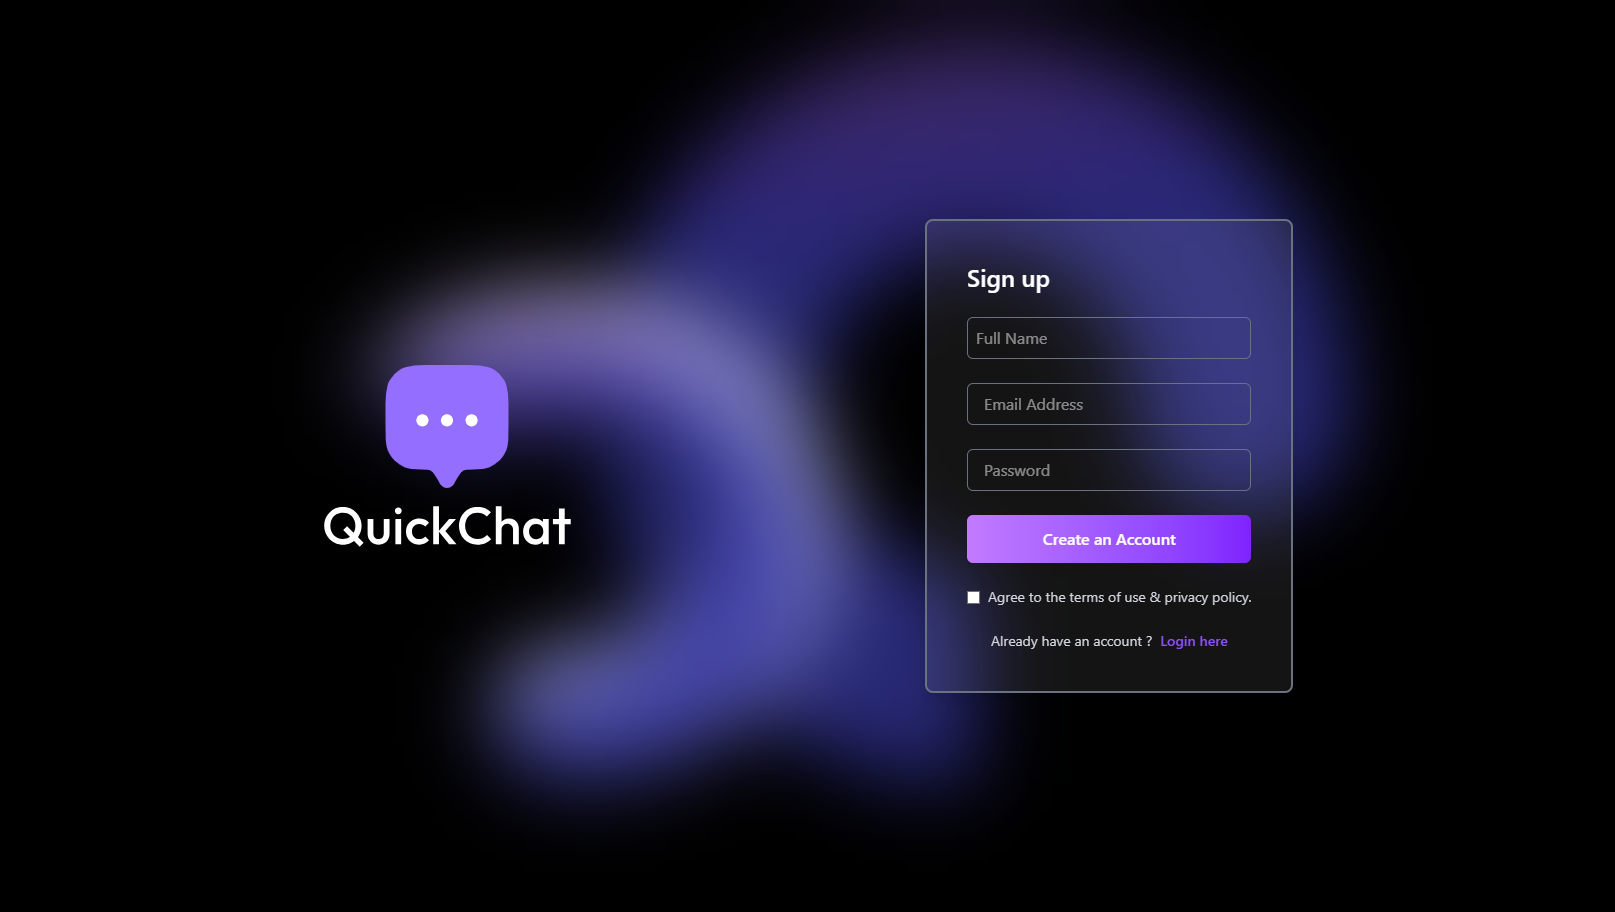 QuickChat
Sign up
Full Name
Email Address
Password
Create an Account
Agree to the terms of use & privacy policy.
Already have an account ? Login here